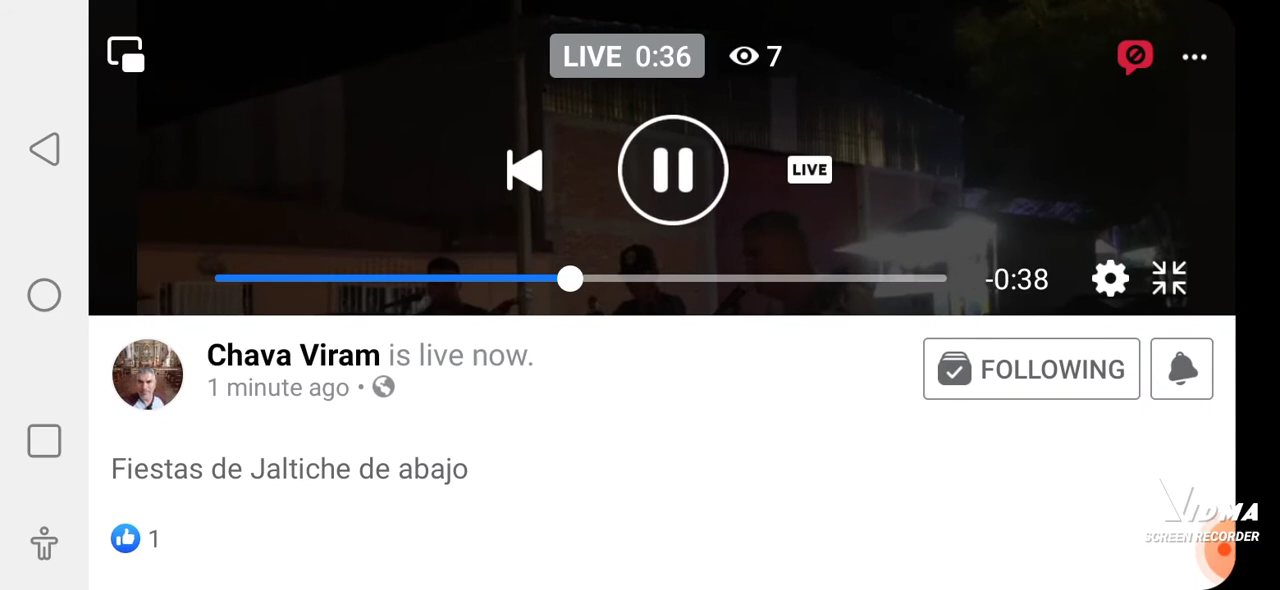 LIVE 0:36 7
LIVE
-0:38
Chava Viram is live now.
1 minute ago •
FOLLOWING
Fiestas de Jaltiche de abajo
1
VIDMA
SCREEN RECORDER